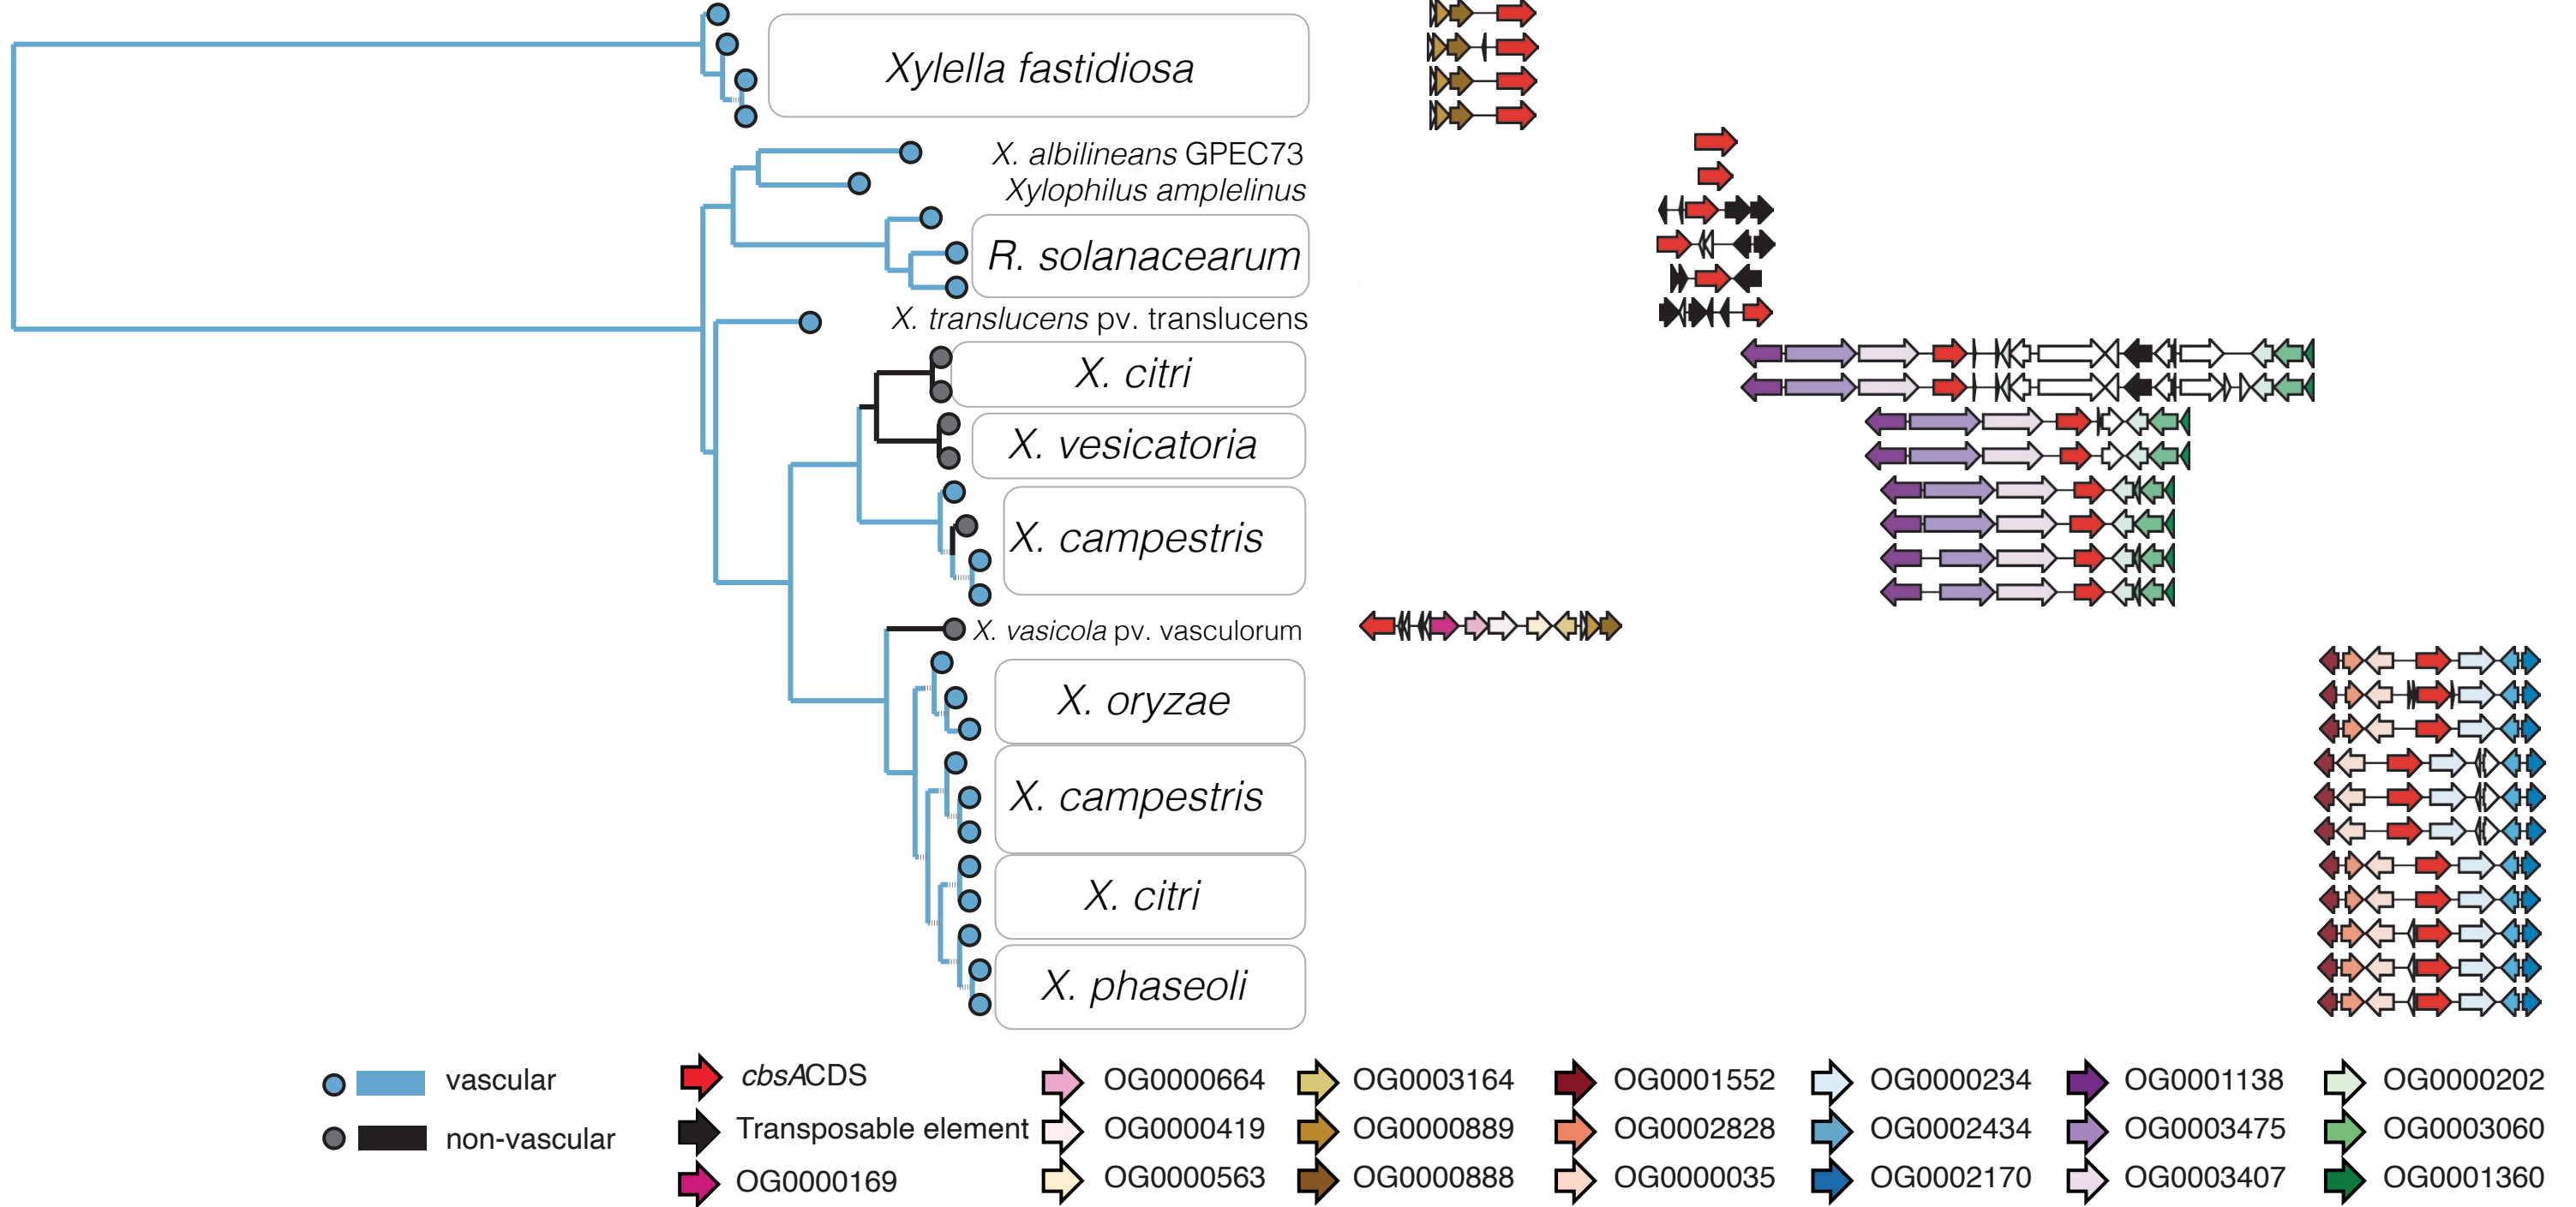 Xylella fastidiosa
X. albilineans GPEC73
Xylophilus amplelinus
R. solanacearum
X. translucens pv. translucens
X. citri
X. vesicatoria
X. campestris
X. vasicola pv. vasculorum
X. oryzae
X. campestris
X. citri
X. phaseoli
vascular
non-vascular
cbsACDS
Transposable element
OG0000169
OG0000664
OG0000419
OG0000563
OG0003164
OG0000889
OG0000888
OG0001552
OG0002828
OG0000035
OG0000234
OG0002434
OG0002170
OG0001138
OG0003475
OG0003407
OG0000202
OG0003060
OG0001360